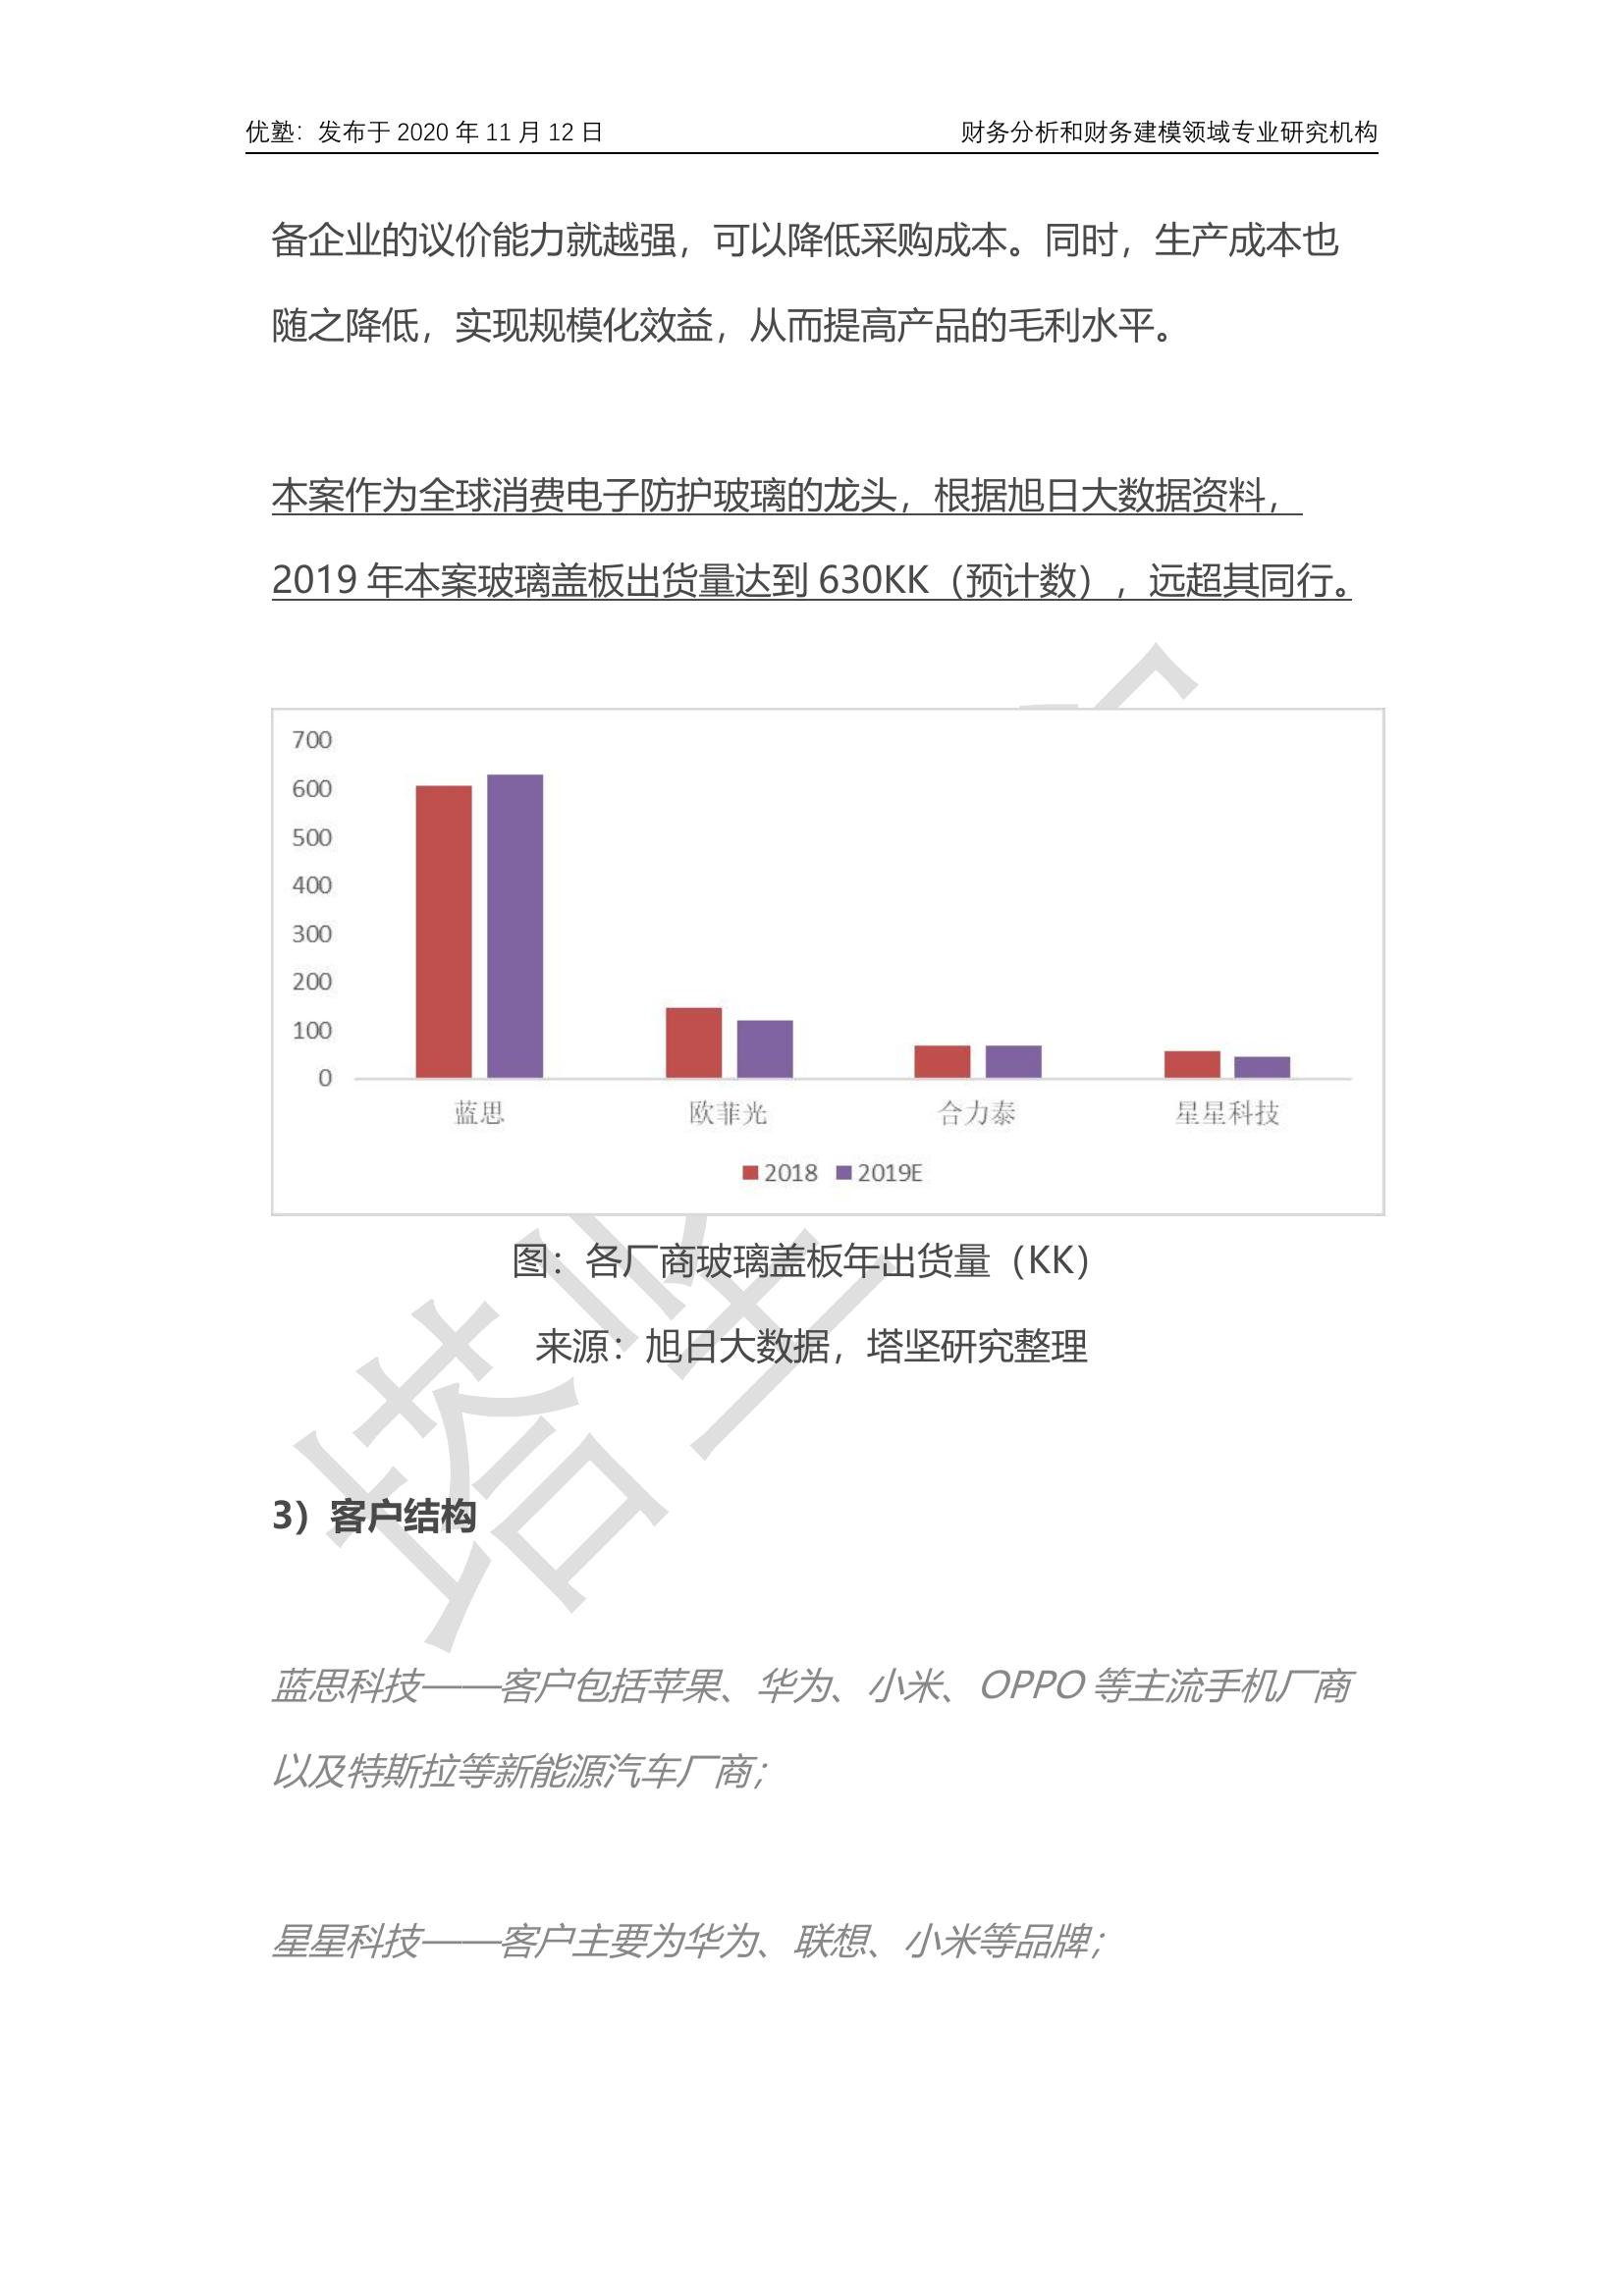 优塾：发布于 2020 年 11 月 12 日 财务分析和财务建模领域专业研究机构
备企业的议价能力就越强，可以降低采购成本。同时，生产成本也
随之降低，实现规模化效益，从而提高产品的毛利水平。
本案作为全球消费电子防护玻璃的龙头，根据旭日大数据资料，
2019 年本案玻璃盖板出货量达到 630KK（预计数），远超其同行。
700
600
500
400
300
200
100
0
蓝思 欧菲光 合力泰 星星科技
2018 2019E
图：各厂商玻璃盖板年出货量（KK）
来源：旭日大数据，塔坚研究整理
3）客户结构
蓝思科技——客户包括苹果、华为、小米、OPPO 等主流手机厂商
以及特斯拉等新能源汽车厂商；
星星科技——客户主要为华为、联想、小米等品牌；
塔坚